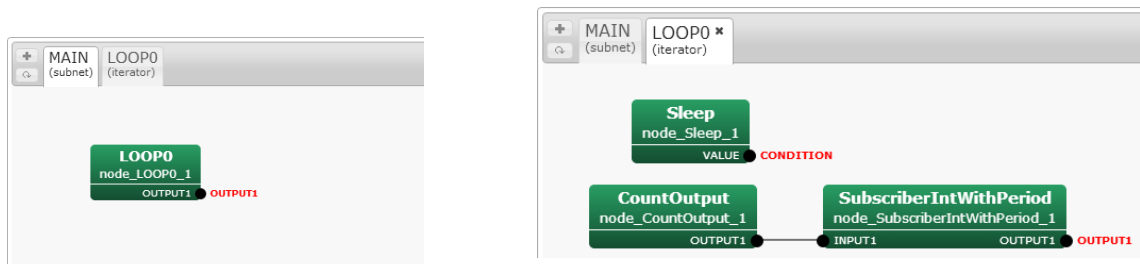 MAIN
(subnet)
LOOP0
(iterator)
LOOP0
node_LOOP0_1
OUTPUT1
OUTPUT1
MAIN
(subnet)
LOOP0 ✖
(iterator)
Sleep
node_Sleep_1
VALUE
CONDITION
CountOutput
node_CountOutput_1
OUTPUT1
SubscriberIntWithPeriod
node_SubscriberIntWithPeriod_1
INPUT1
OUTPUT1
OUTPUT1